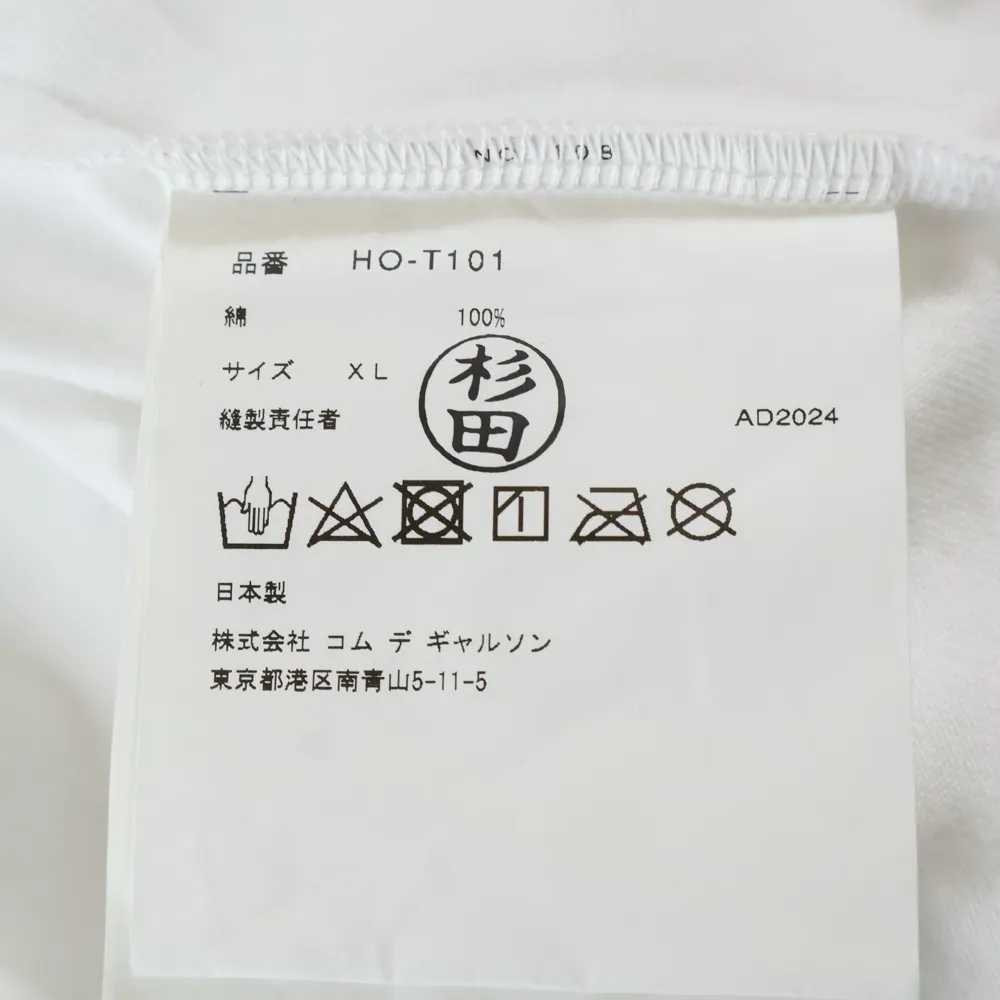 NO. 108
品番 HO-T101
綿 100%
サイズ XL
杉田
縫製責任者 AD2024
日本製
株式会社 コム デ ギャルソン
東京都港区南青山5-11-5